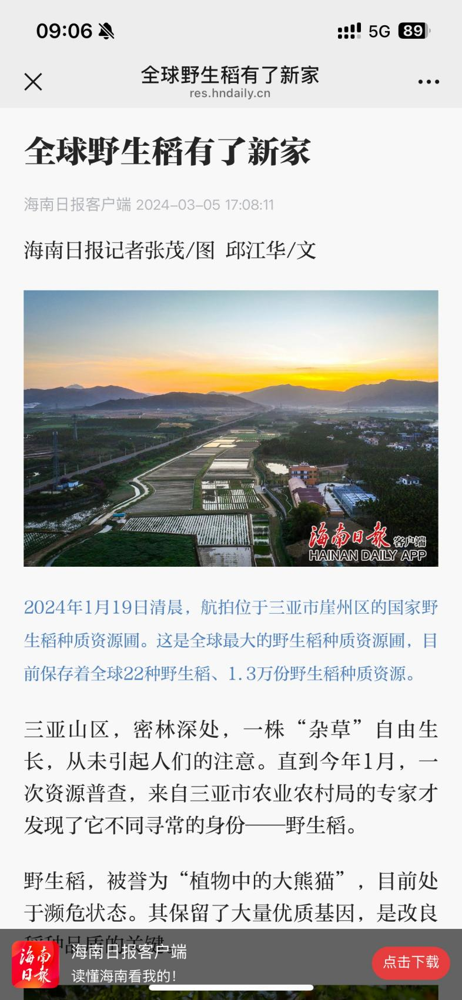 09:06
5G 89
全球野生稻有了新家
res.hndaily.cn
全球野生稻有了新家
海南日报客户端 2024-03-05 17:08:11
海南日报记者张茂/图 邱江华/文
海南日报 客户端
HAINAN DAILY APP
2024年1月19日清晨，航拍位于三亚市崖州区的国家野
生稻种质资源圃。这是全球最大的野生稻种质资源圃，目
前保存着全球22种野生稻、1.3万份野生稻种质资源。
三亚山区，密林深处，一株“杂草”自由生
长，从未引起人们的注意。直到今年1月，一
次资源普查，来自三亚市农业农村局的专家才
发现了它不同寻常的身份——野生稻。
野生稻，被誉为“植物中的大熊猫”，目前处
于濒危状态。其保留了大量优质基因，是改良
稻种品质的关键。
海南
日報
海南日报客户端
读懂海南看我的！
点击下载